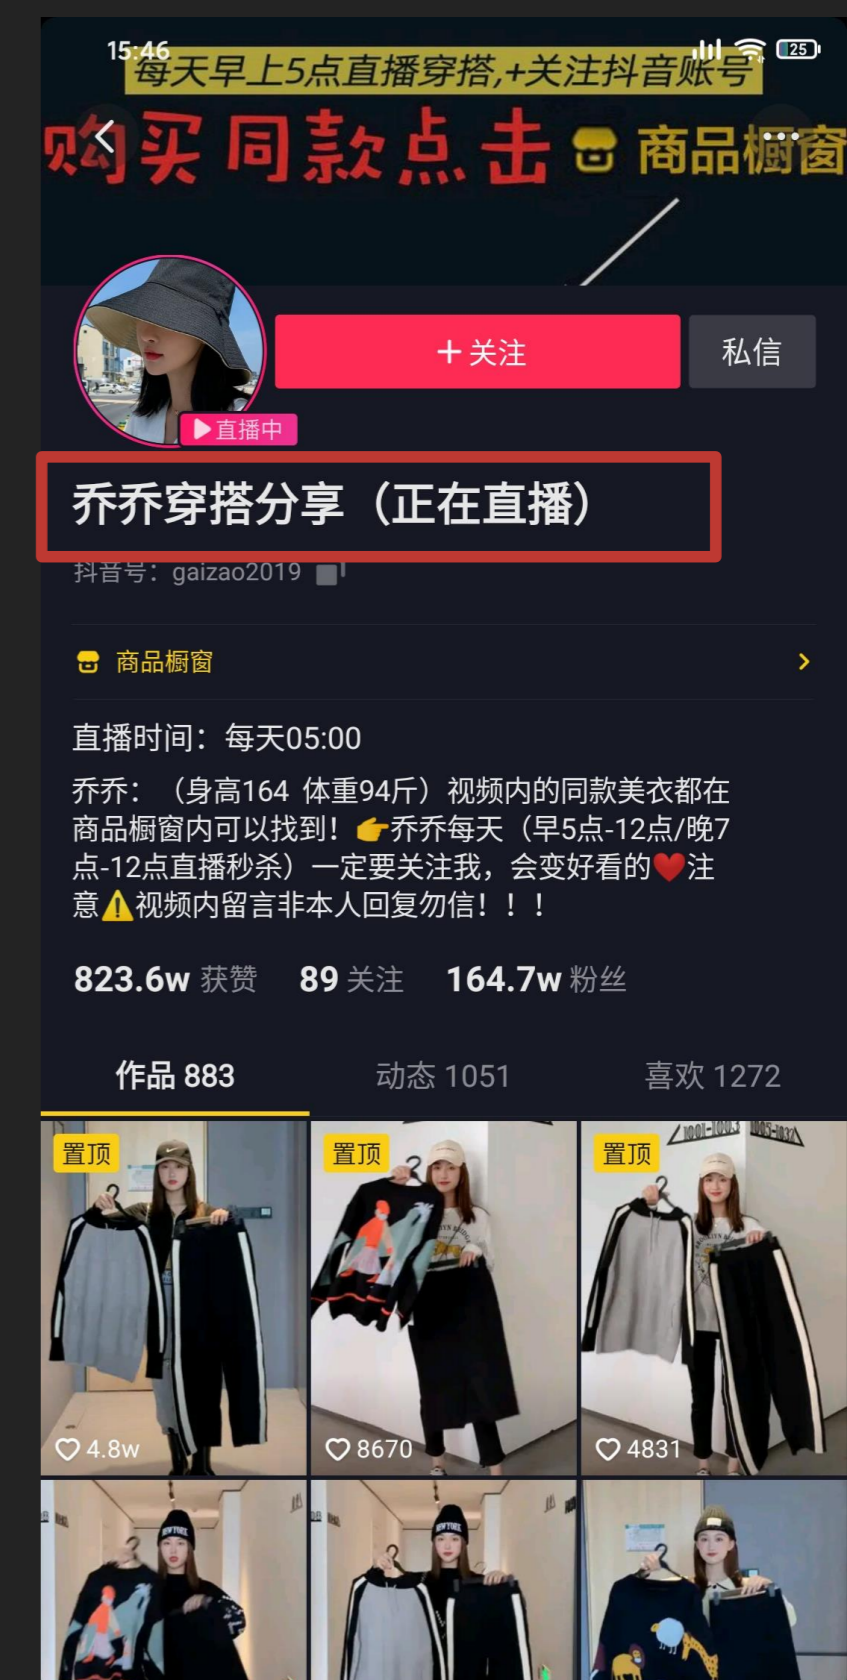 15:46
25
每天早上5点直播穿搭,+关注抖音账号
购买同款点击 商品橱窗
+关注
私信
直播中
乔乔穿搭分享（正在直播）
抖音号：gaizao2019
商品橱窗
直播时间：每天05:00
乔乔：（身高164 体重94斤）视频内的同款美衣都在
商品橱窗内可以找到！👉乔乔每天（早5点-12点/晚7
点-12点直播秒杀）一定要关注我，会变好看的❤️注
意⚠️视频内留言非本人回复勿信！！！
823.6w 获赞 89 关注 164.7w 粉丝
作品 883 动态 1051 喜欢 1272
置顶 置顶 置顶
4.8w 8670 4831
NEWYORK NEWYORK